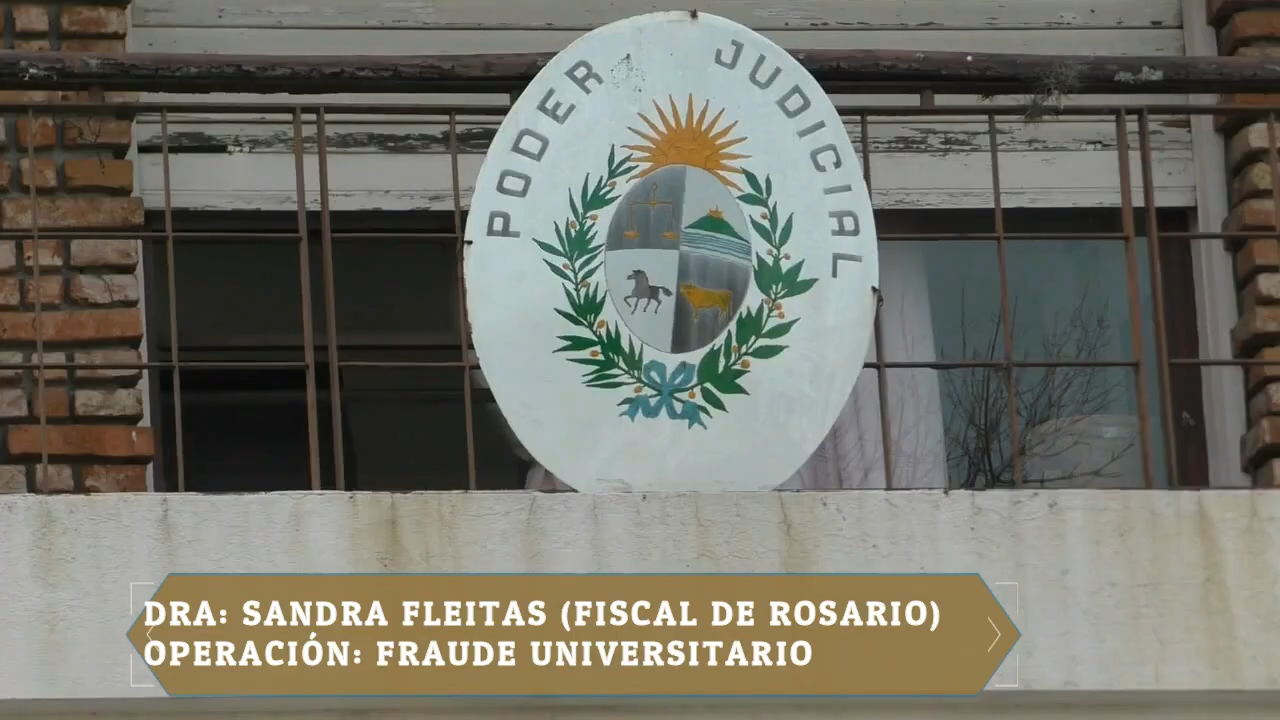 PODER JUDICIAL
DRA: SANDRA FLEITAS (FISCAL DE ROSARIO)
OPERACIÓN: FRAUDE UNIVERSITARIO